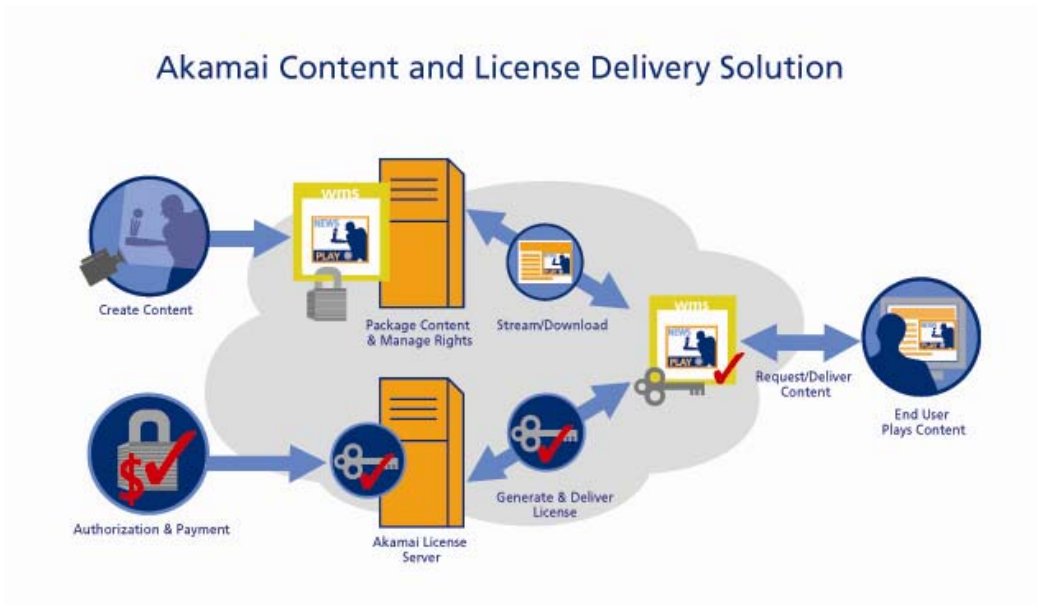 Akamai Content and License Delivery Solution
wms
NEWS
PLAY
Create Content
Package Content
& Manage Rights
Stream/Download
wms
NEWS
PLAY
Request/Deliver
Content
End User
Plays Content
$
Authorization & Payment
Akamai License
Server
Generate & Deliver
License